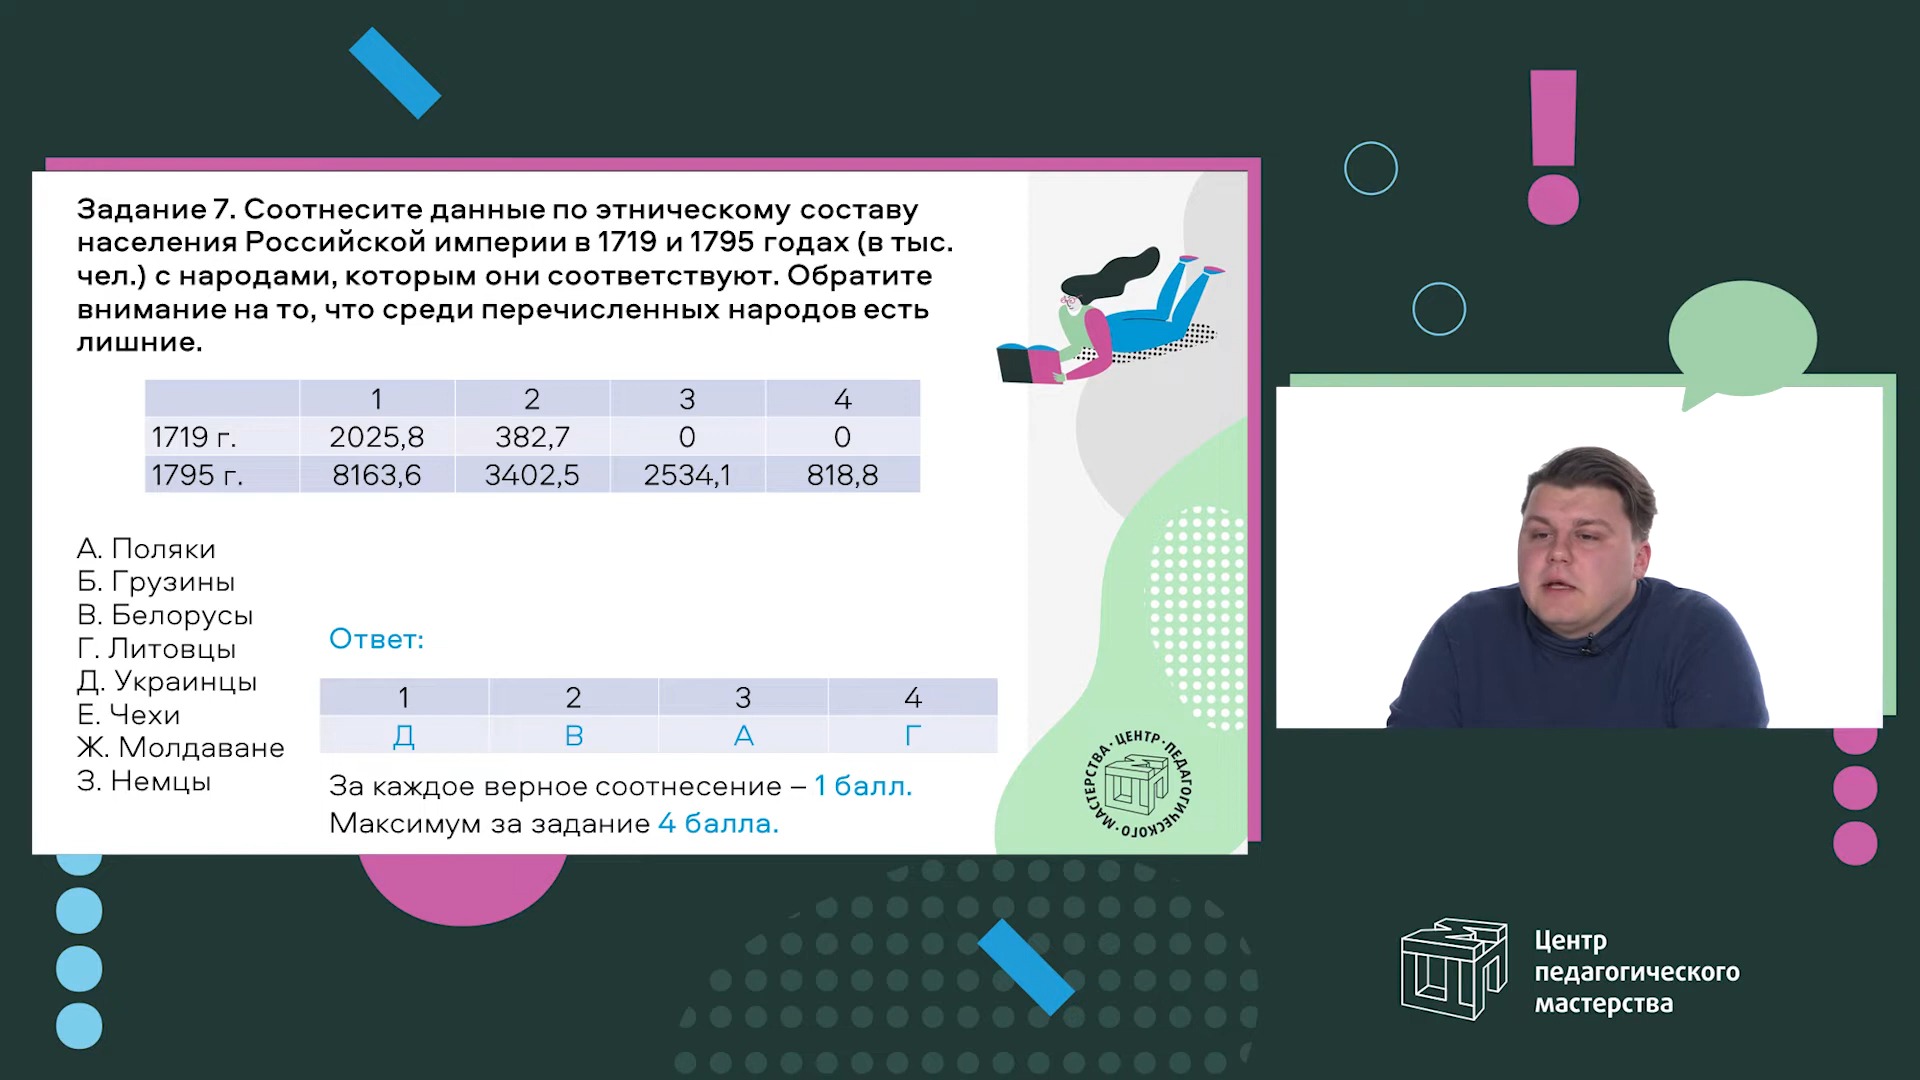 Задание 7. Соотнесите данные по этническому составу
населения Российской империи в 1719 и 1795 годах (в тыс.
чел.) с народами, которым они соответствуют. Обратите
внимание на то, что среди перечисленных народов есть
лишние.
1 2 3 4
1719 г. 2025,8 382,7 0 0
1795 г. 8163,6 3402,5 2534,1 818,8
А. Поляки
Б. Грузины
В. Белорусы
Г. Литовцы
Д. Украинцы
Е. Чехи
Ж. Молдаване
З. Немцы
Ответ:
1 2 3 4
Д В А Г
За каждое верное соотнесение – 1 балл.
Максимум за задание 4 балла.
ЦЕНТР · ПЕДАГОГИЧЕСКОГО · МАСТЕРСТВА ·
Центр
педагогического
мастерства